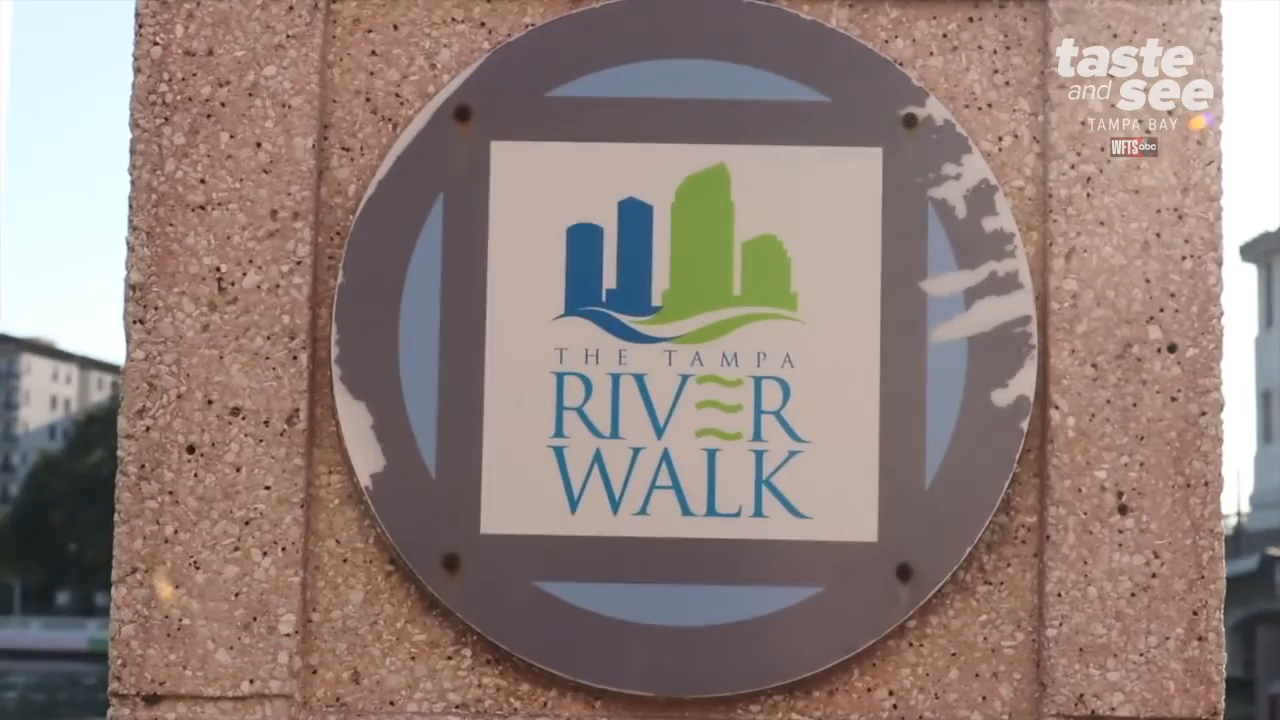 taste
and see
TAMPA BAY
WFTS abc
THE TAMPA
RIVER
WALK